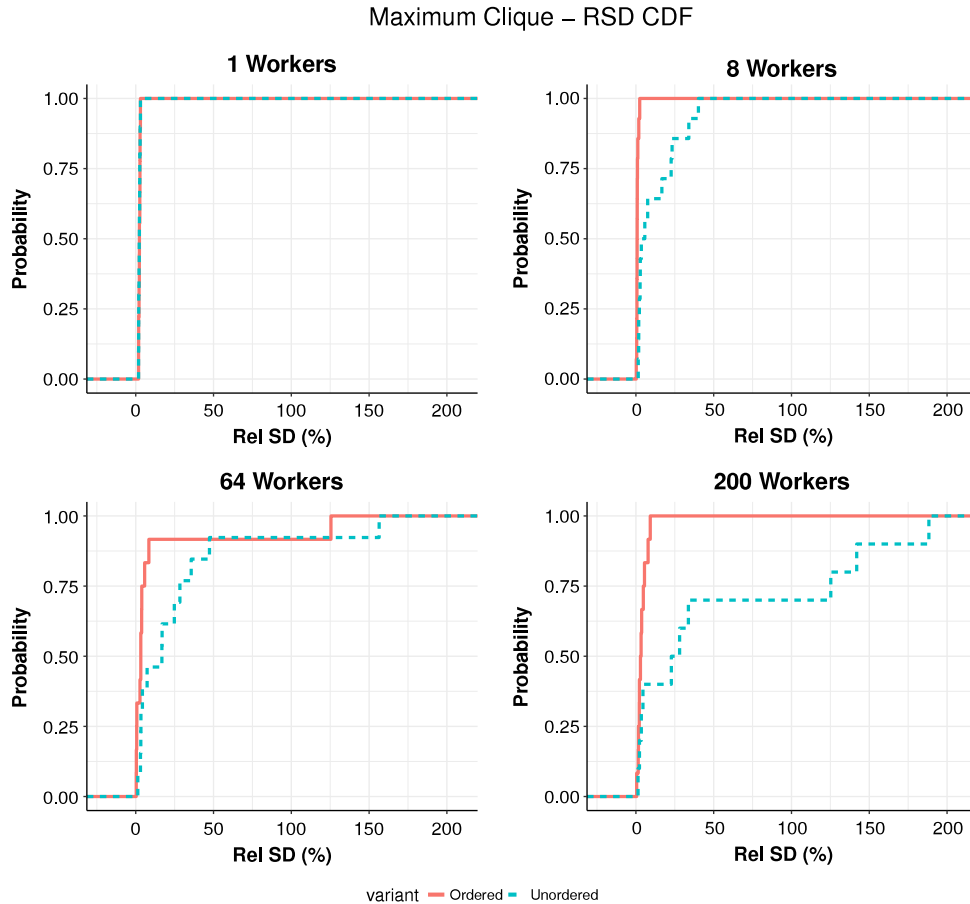 Maximum Clique – RSD CDF
1 Workers
1.00
0.75
0.50
0.25
0.00
Probability
0 50 100 150 200
Rel SD (%)
8 Workers
1.00
0.75
0.50
0.25
0.00
Probability
0 50 100 150 200
Rel SD (%)
64 Workers
1.00
0.75
0.50
0.25
0.00
Probability
0 50 100 150 200
Rel SD (%)
200 Workers
1.00
0.75
0.50
0.25
0.00
Probability
0 50 100 150 200
Rel SD (%)
variant Ordered Unordered